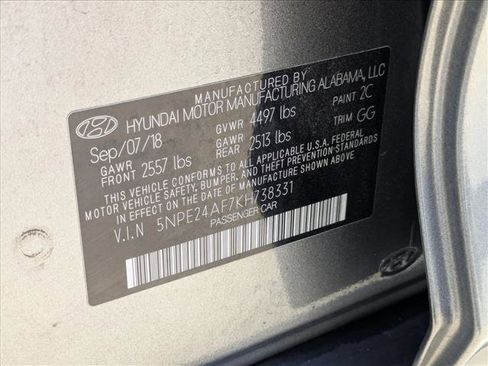 MANUFACTURED BY
HYUNDAI MOTOR MANUFACTURING ALABAMA, LLC
Sep/07/18 GVWR 4497 lbs PAINT 2C
GAWR FRONT 2557 lbs GAWR REAR 2513 lbs TRIM GG
THIS VEHICLE CONFORMS TO ALL APPLICABLE U.S.A. FEDERAL
MOTOR VEHICLE SAFETY, BUMPER, AND THEFT PREVENTION
STANDARDS IN EFFECT ON THE DATE OF MANUFACTURE SHOWN ABOVE.
V.I.N 5NPE24AF7KH738331
PASSENGER CAR